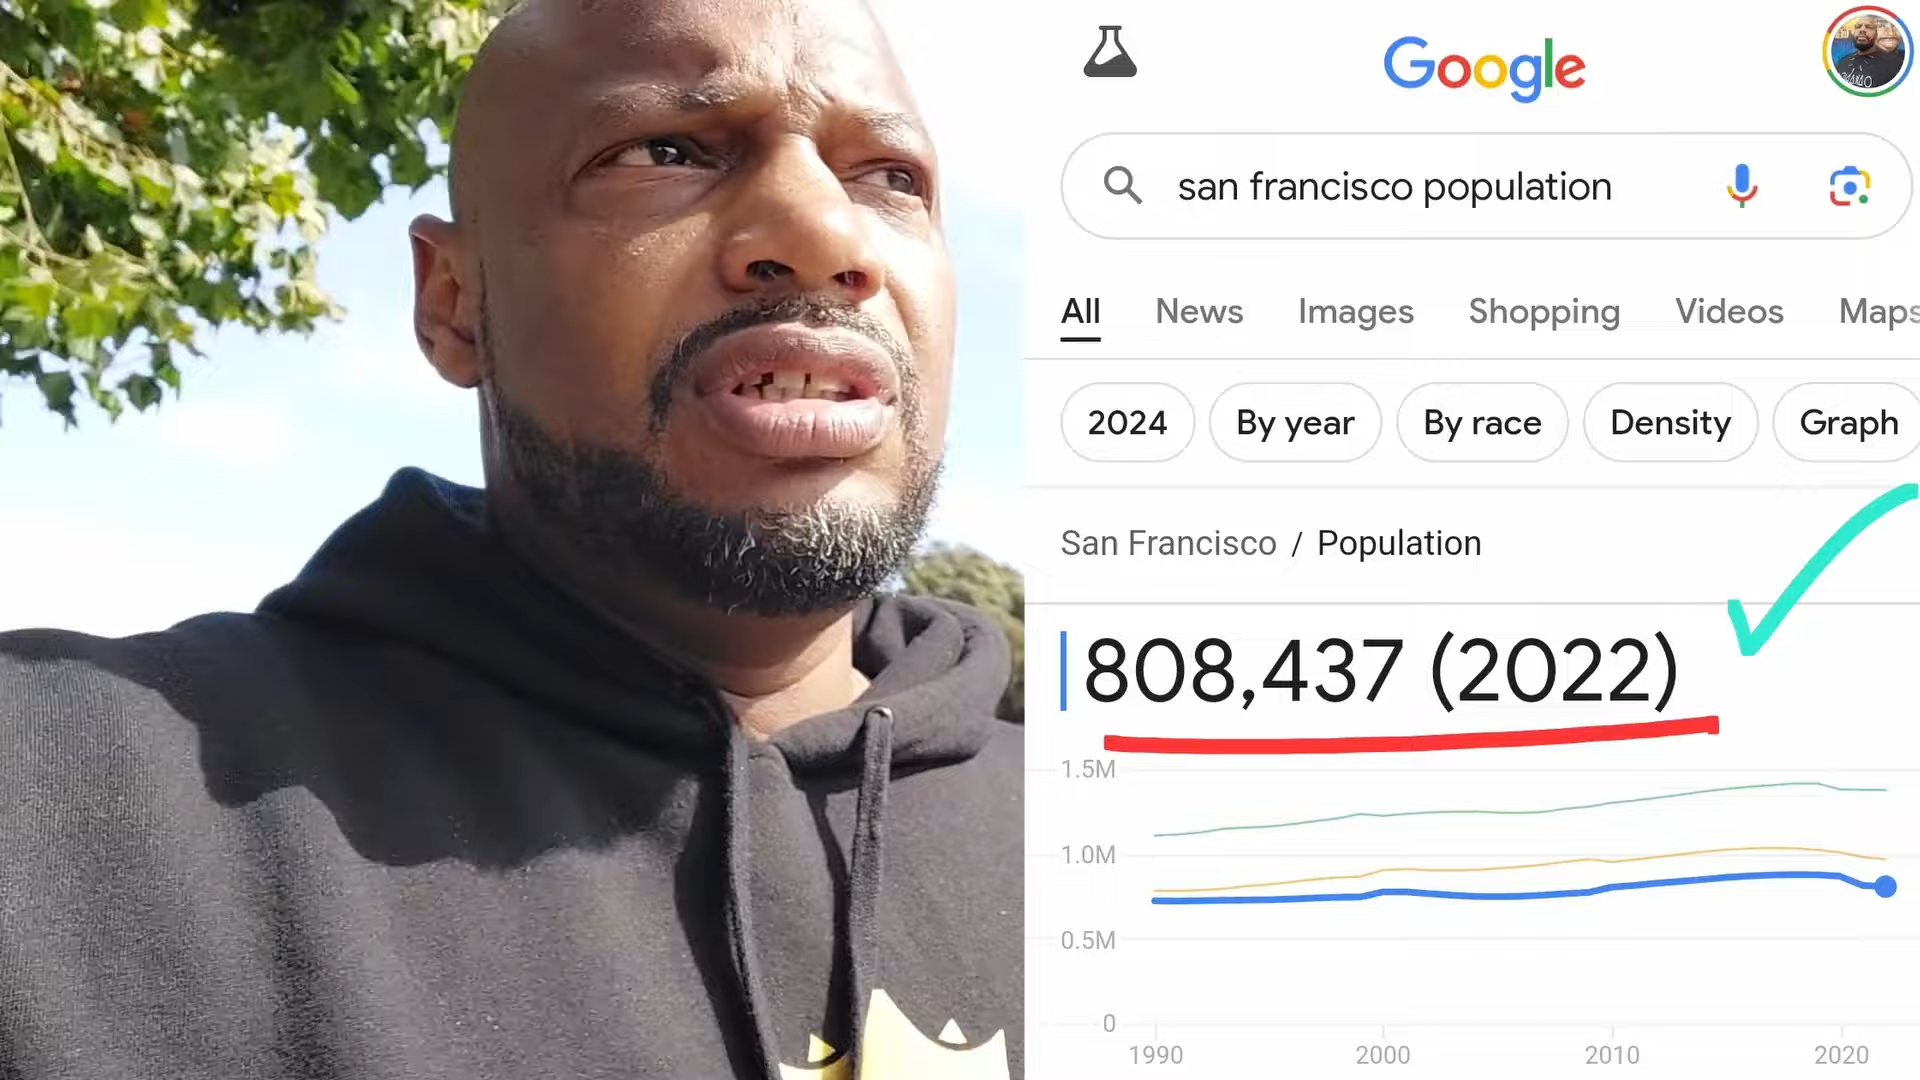 Google
san francisco population
All News Images Shopping Videos Maps
2024 By year By race Density Graph
San Francisco / Population
808,437 (2022)
1.5M
1.0M
0.5M
0
1990 2000 2010 2020